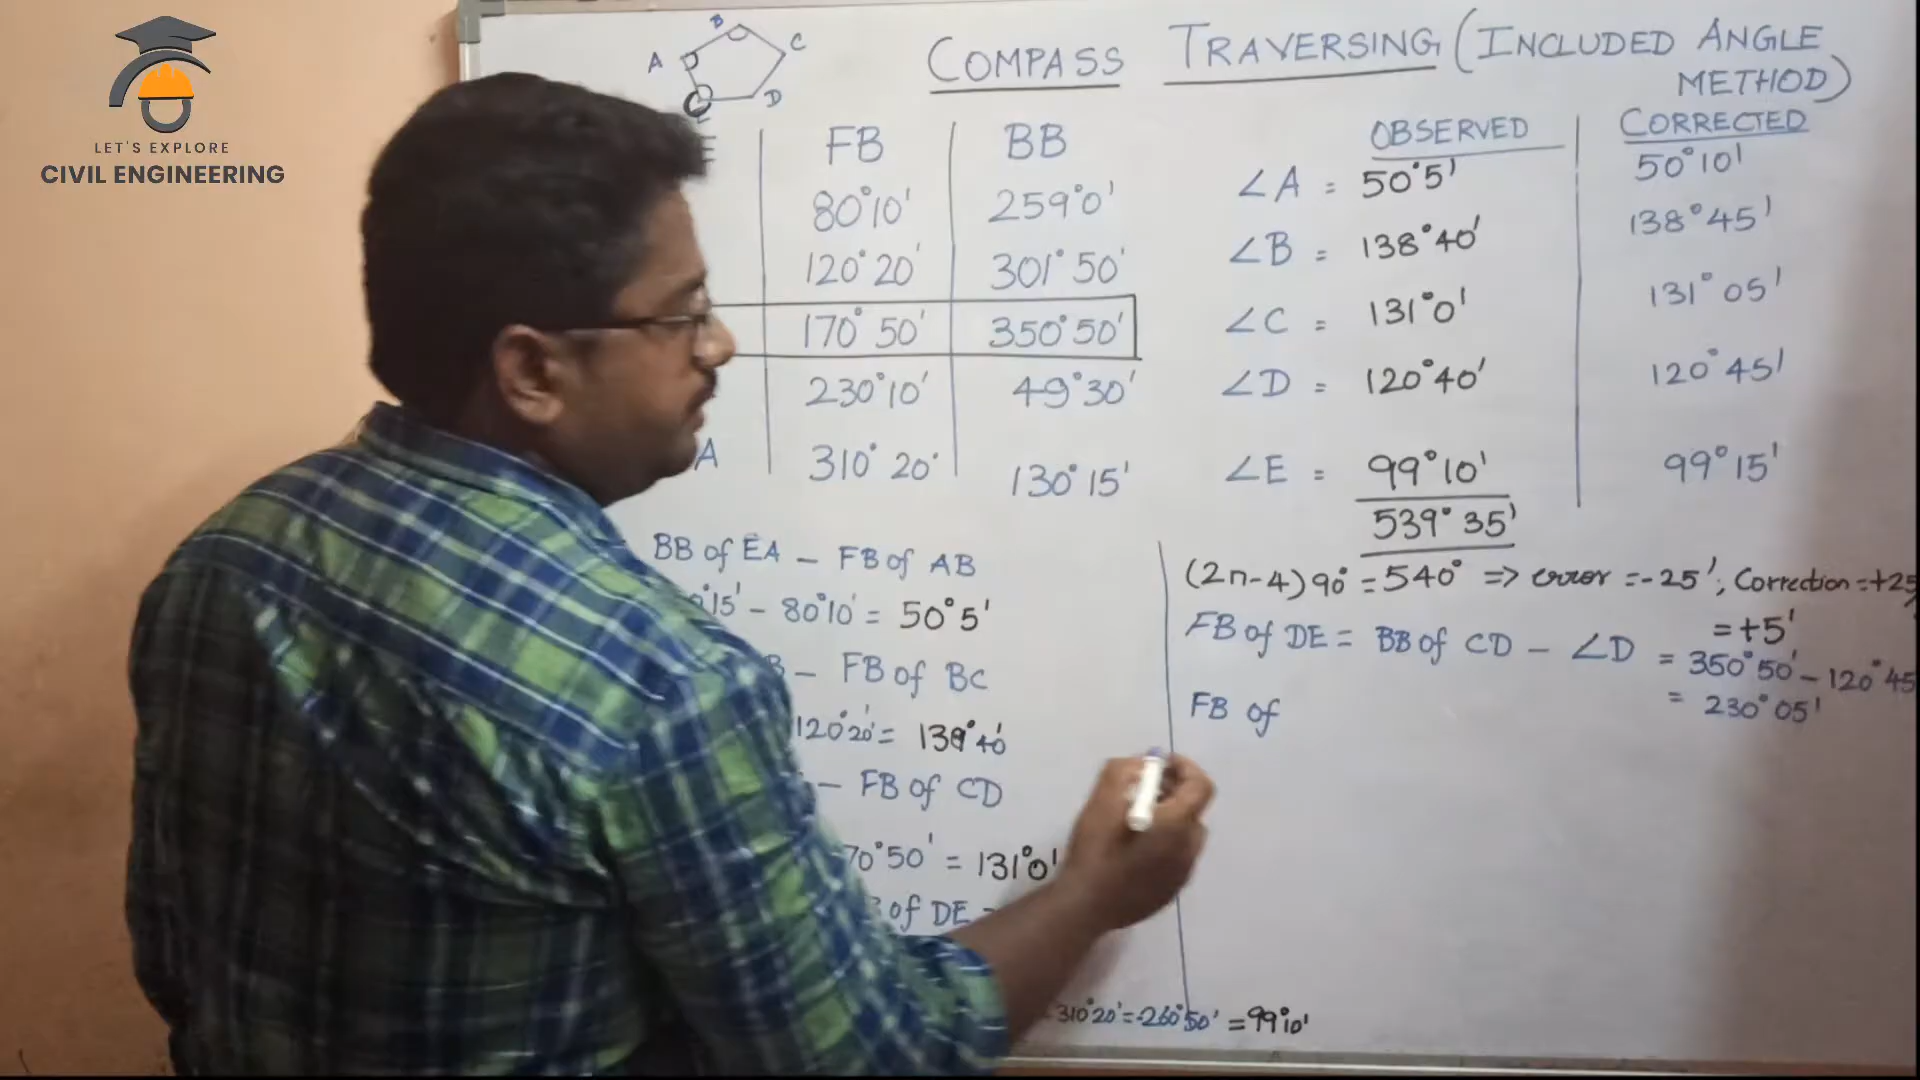 LET'S EXPLORE
CIVIL ENGINEERING
COMPASS TRAVERSING (INCLUDED ANGLE METHOD)
A B C D
FB BB
80°10' 259°0'
120°20' 301°50'
170°50' 350°50'
230°10' 49°30'
A 310°20' 130°15'
OBSERVED CORRECTED
∠A = 50°5' 50°10'
∠B = 138°40' 138°45'
∠C = 131°0' 131°05'
∠D = 120°40' 120°45'
∠E = 99°10' 99°15'
539°35'
BB of EA - FB of AB
15' - 80°10' = 50°5'
- FB of BC
120°20' = 138°40'
- FB of CD
70°50' = 131°0'
of DE =
310°20' = -260°50' = 99°10'
(2n-4)90° = 540° => error = -25', Correction = +25
= +5'
FB of DE = BB of CD - ∠D = 350°50' - 120°45
= 230°05'
FB of